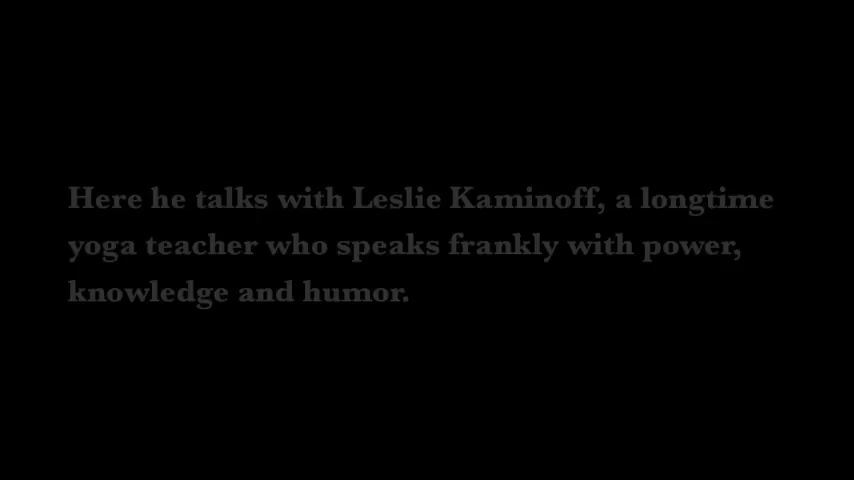 Here he talks with Leslie Kaminoff, a longtime
yoga teacher who speaks frankly with power,
knowledge and humor.